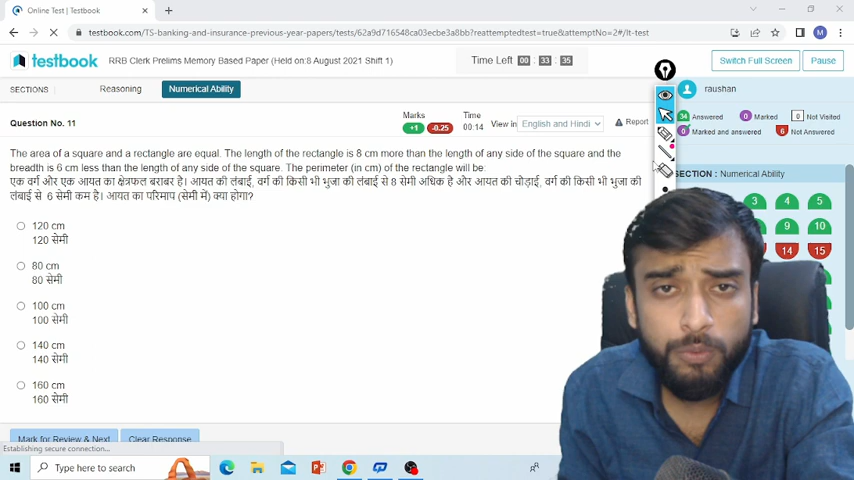 Online Test | Testbook
testbook.com/TS-banking-and-insurance-previous-year-papers/tests/62a9d716548ca03ecbe3a8bb?reattemptedtest=true&attemptNo=2#/lt-test
M
testbook
RRB Clerk Prelims Memory Based Paper (Held on:8 August 2021 Shift 1)
Time Left 00 : 33 : 35
Switch Full Screen
Pause
SECTIONS
Reasoning
Numerical Ability
raushan
34 Answered
0 Marked
0 Not Visited
0 Marked and answered
6 Not Answered
Question No. 11
Marks
+1 -0.25
Time
00:14
View in English and Hindi
Report
SECTION : Numerical Ability
The area of a square and a rectangle are equal. The length of the rectangle is 8 cm more than the length of any side of the square and the
breadth is 6 cm less than the length of any side of the square. The perimeter (in cm) of the rectangle will be:
एक वर्ग और एक आयत का क्षेत्रफल बराबर है। आयत की लंबाई, वर्ग की किसी भी भुजा की लंबाई से 8 सेमी अधिक है और आयत की चौड़ाई, वर्ग की किसी भी भुजा की
लंबाई से 6 सेमी कम है। आयत का परिमाप (सेमी में) क्या होगा?
3 4 5
9 10
14 15
120 cm
120 सेमी
80 cm
80 सेमी
100 cm
100 सेमी
140 cm
140 सेमी
160 cm
160 सेमी
Mark for Review & Next
Clear Response
Establishing secure connection...
Type here to search